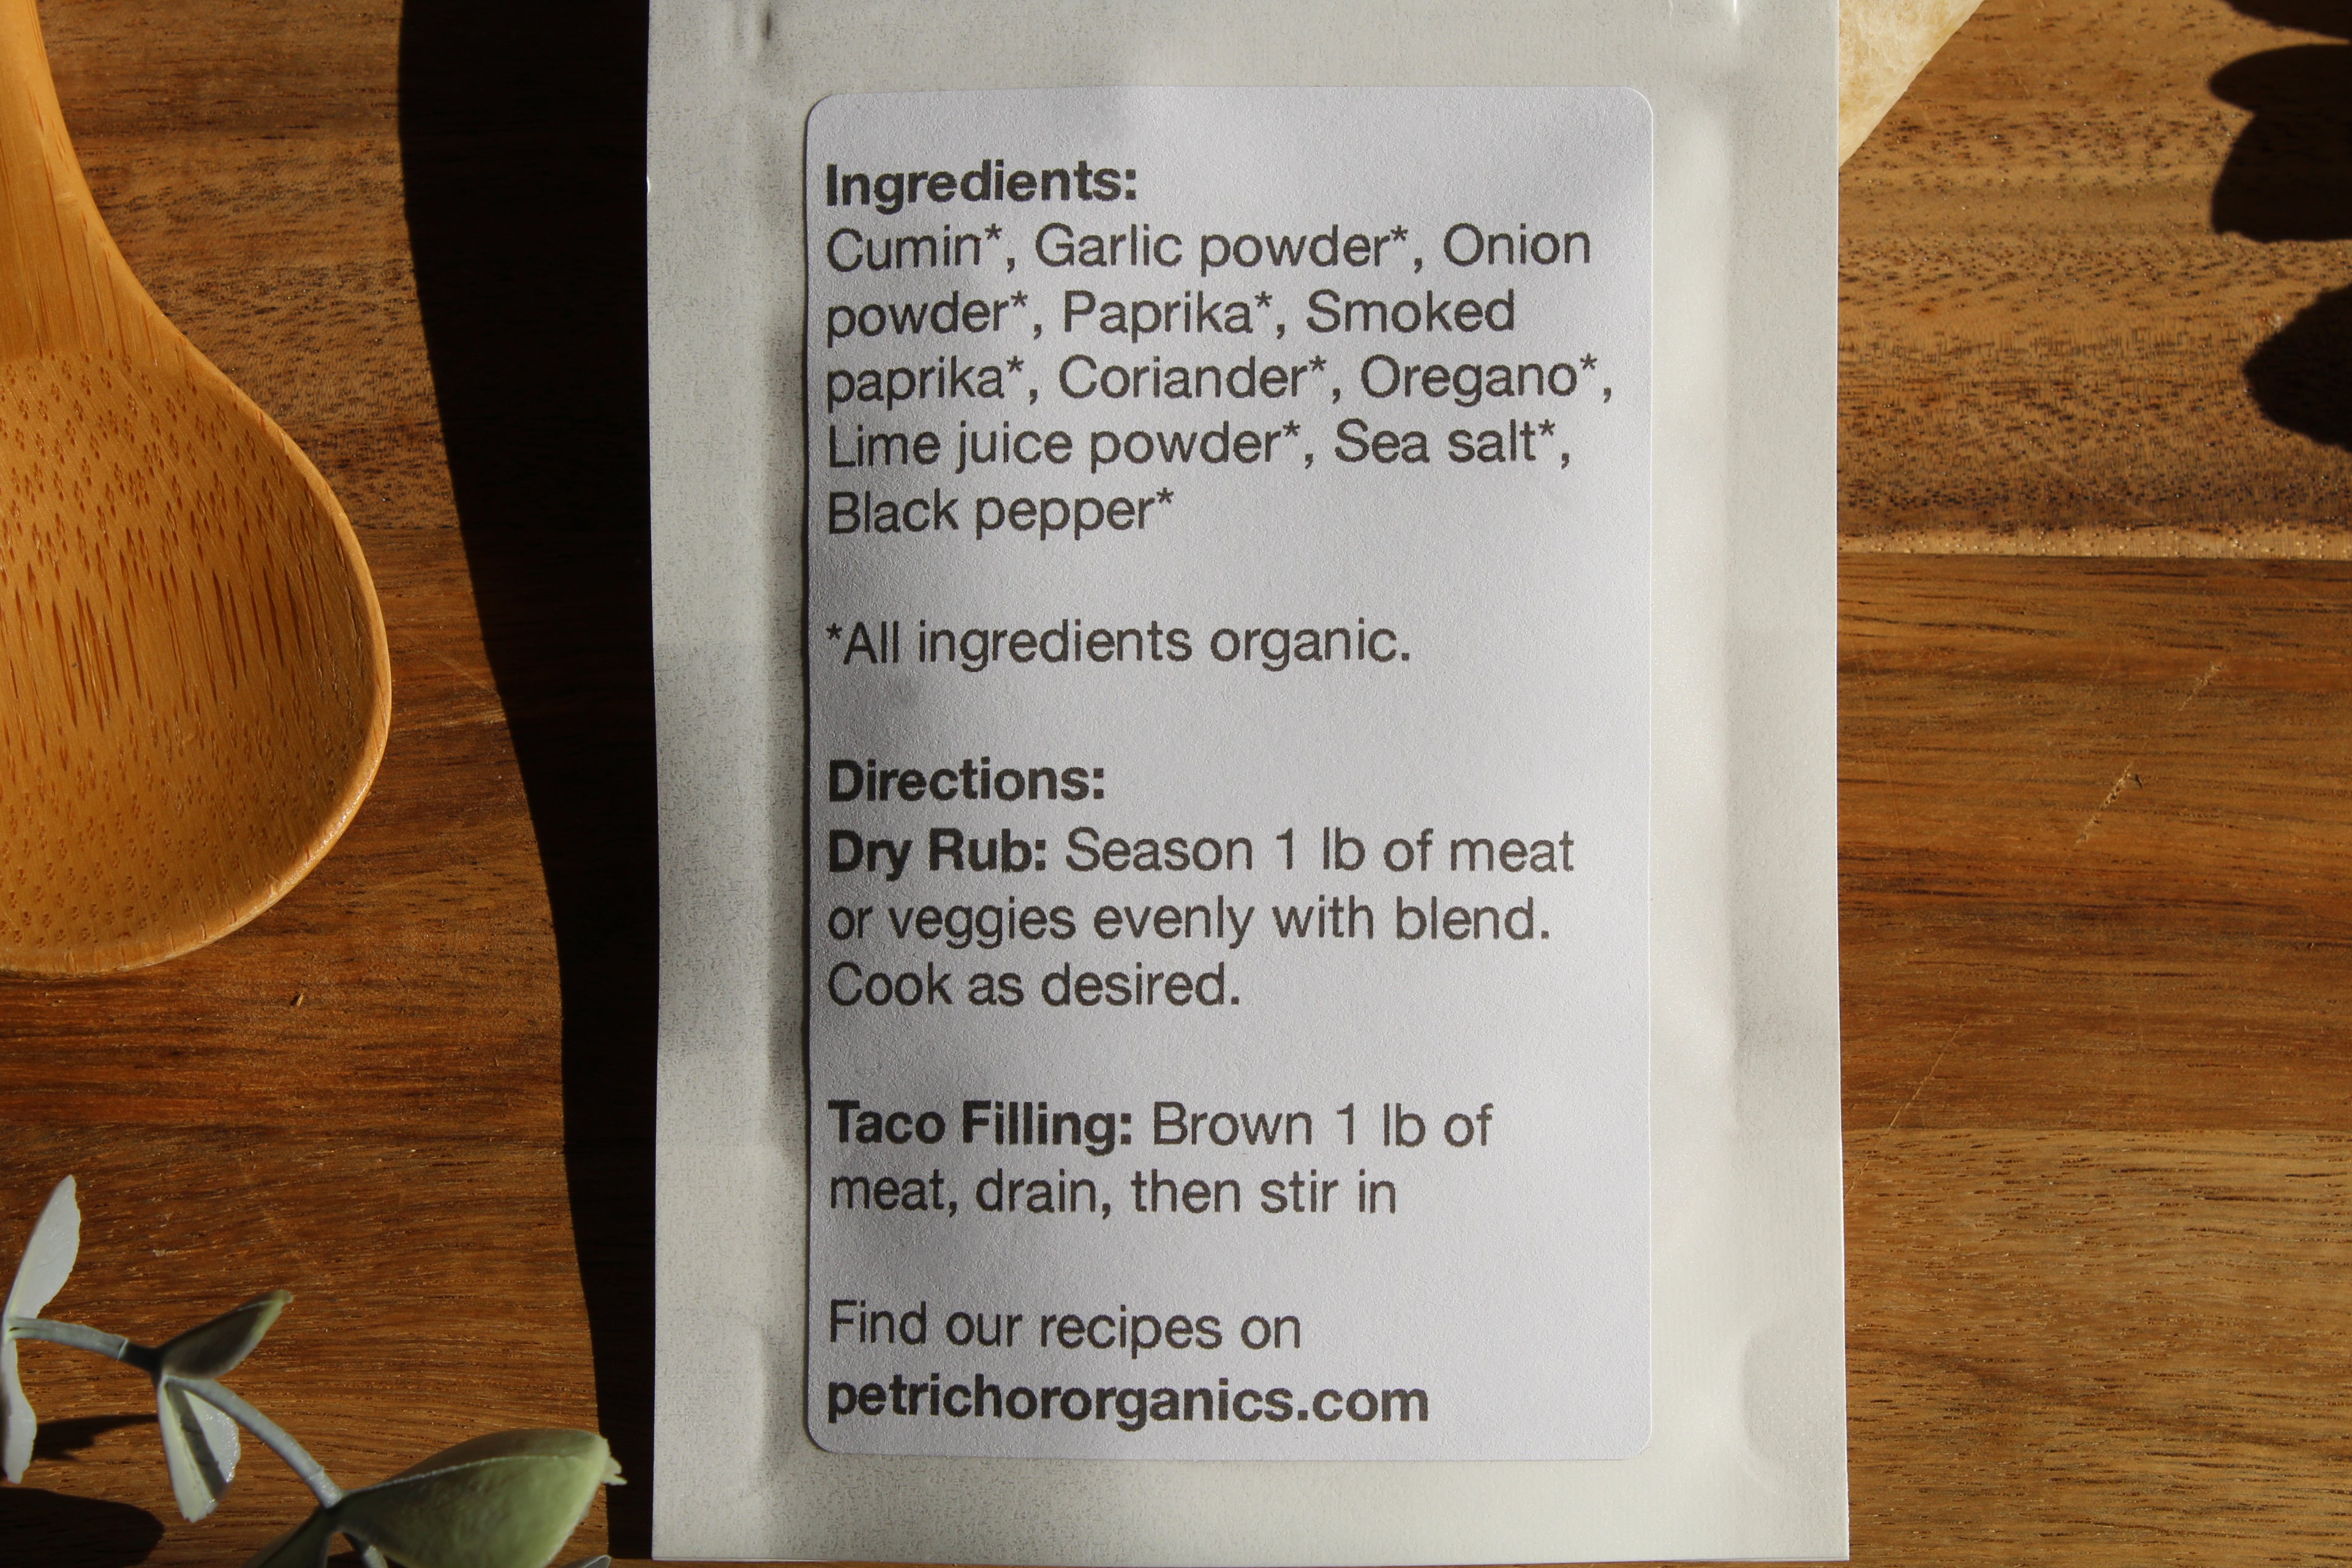 Ingredients:
Cumin*, Garlic powder*, Onion
powder*, Paprika*, Smoked
paprika*, Coriander*, Oregano*,
Lime juice powder*, Sea salt*,
Black pepper*
*All ingredients organic.
Directions:
Dry Rub: Season 1 lb of meat
or veggies evenly with blend.
Cook as desired.
Taco Filling: Brown 1 lb of
meat, drain, then stir in
Find our recipes on
petrichororganics.com